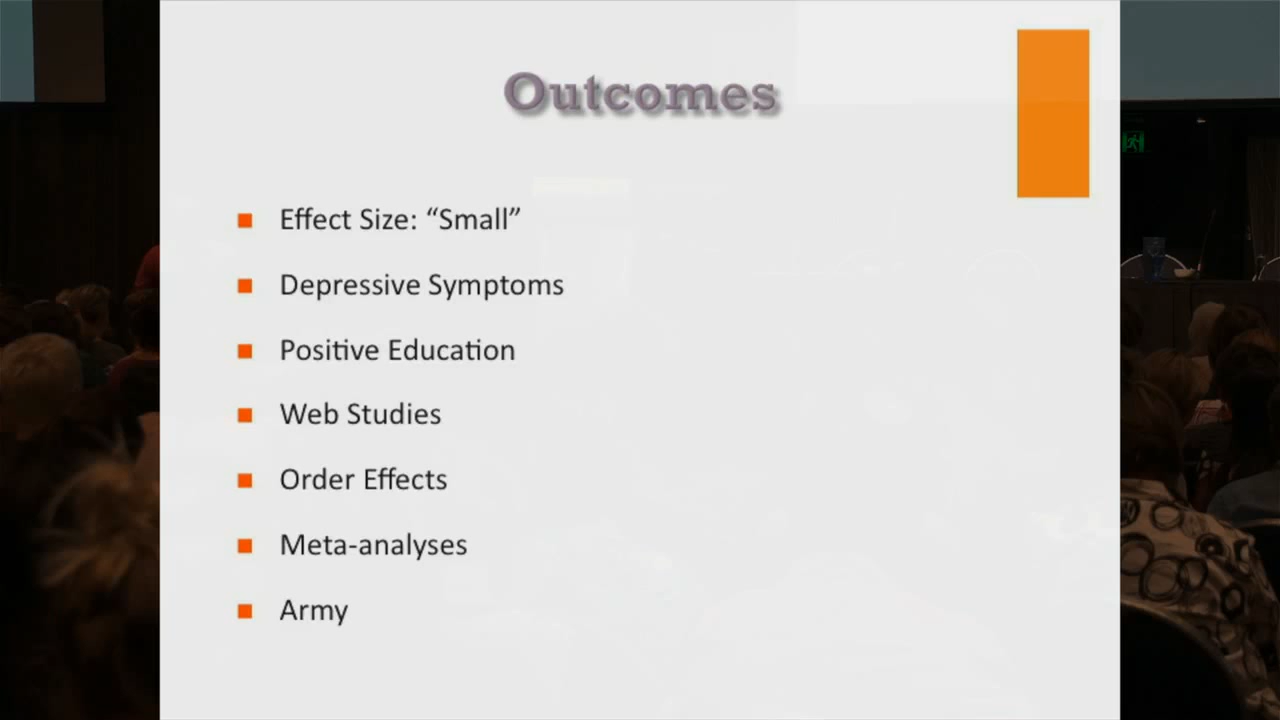 Outcomes
Effect Size: “Small”
Depressive Symptoms
Positive Education
Web Studies
Order Effects
Meta-analyses
Army